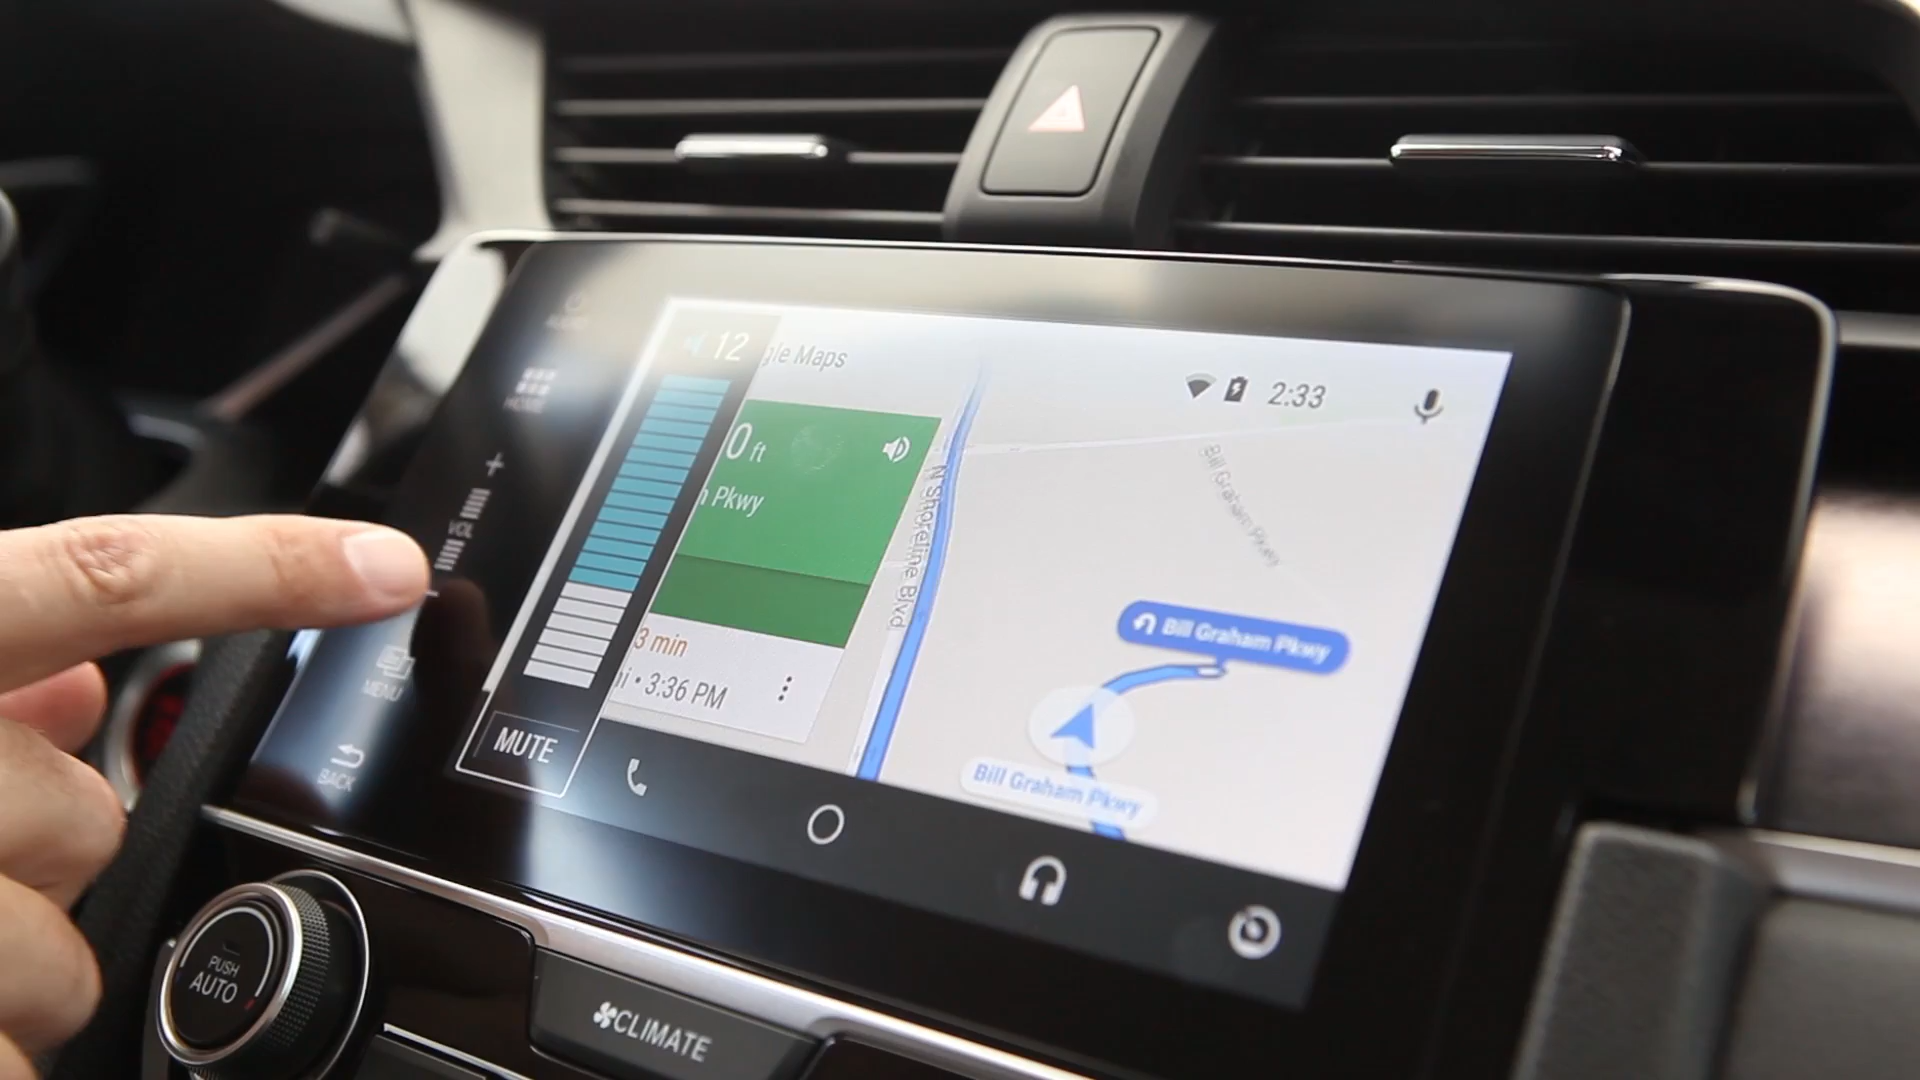 HOME
+
VOL
MENU
BACK
12
MUTE
gle Maps
0 ft
Pkwy
3 min
3:36 PM
2:33
N Shoreline Blvd
Bill Graham Pkwy
Bill Graham Pkwy
Bill Graham Pkwy
PUSH
AUTO
CLIMATE